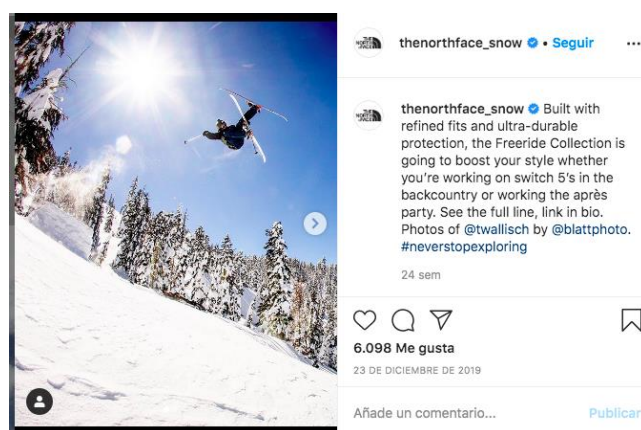 thenorthface_snow • Seguir
thenorthface_snow Built with
refined fits and ultra-durable
protection, the Freeride Collection is
going to boost your style whether
you're working on switch 5's in the
backcountry or working the après
party. See the full line, link in bio.
Photos of @twallisch by @blattphoto.
#neverstopexploring
24 sem
6.098 Me gusta
23 DE DICIEMBRE DE 2019
Añade un comentario... Publicar